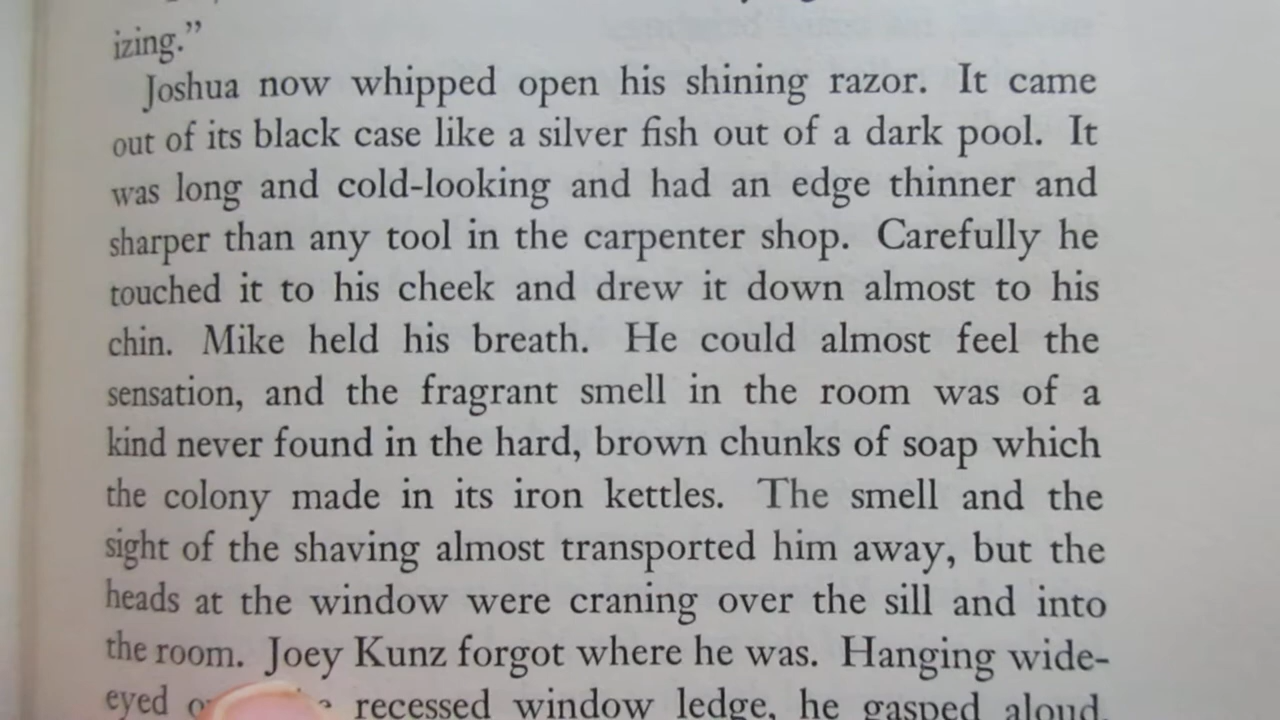 izing.”
Joshua now whipped open his shining razor. It came
out of its black case like a silver fish out of a dark pool. It
was long and cold-looking and had an edge thinner and
sharper than any tool in the carpenter shop. Carefully he
touched it to his cheek and drew it down almost to his
chin. Mike held his breath. He could almost feel the
sensation, and the fragrant smell in the room was of a
kind never found in the hard, brown chunks of soap which
the colony made in its iron kettles. The smell and the
sight of the shaving almost transported him away, but the
heads at the window were craning over the sill and into
the room. Joey Kunz forgot where he was. Hanging wide-
eyed recessed window ledge, he gasped aloud